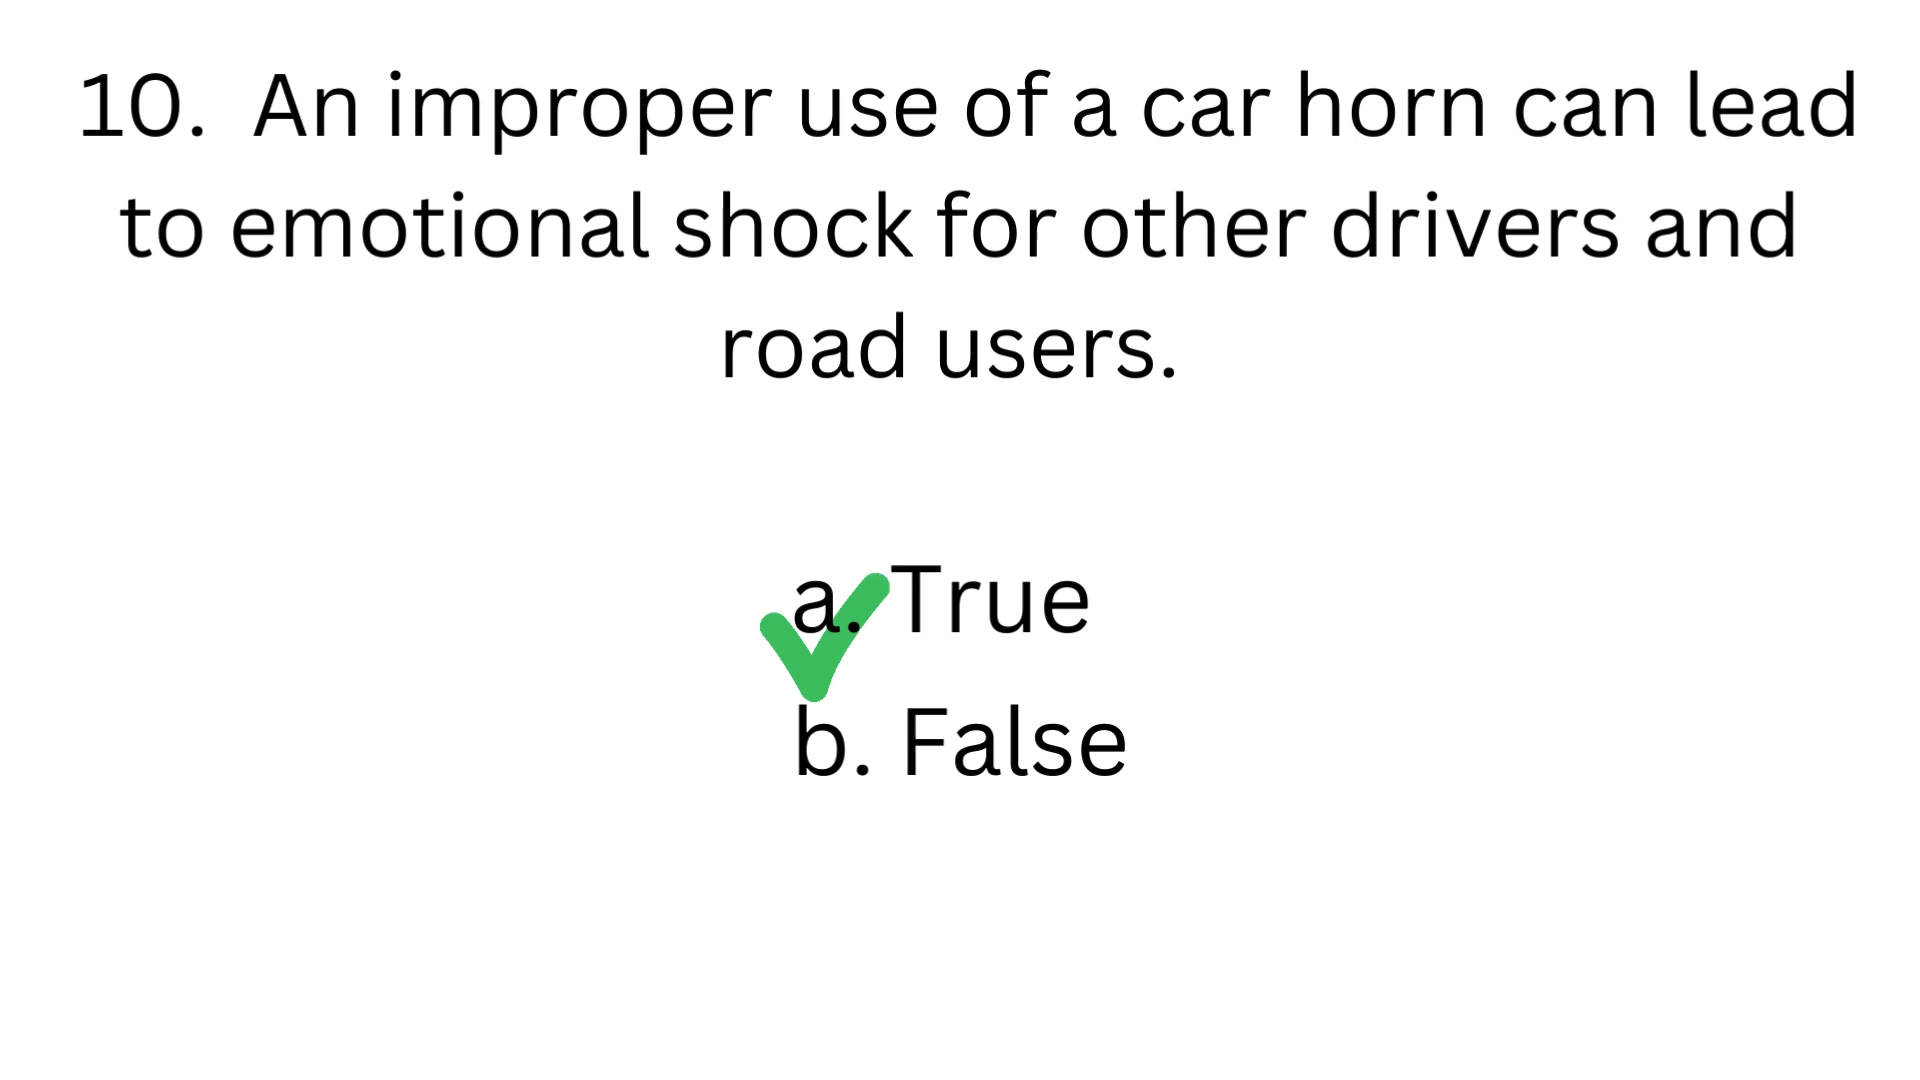 10. An improper use of a car horn can lead
to emotional shock for other drivers and
road users.
a. True
b. False